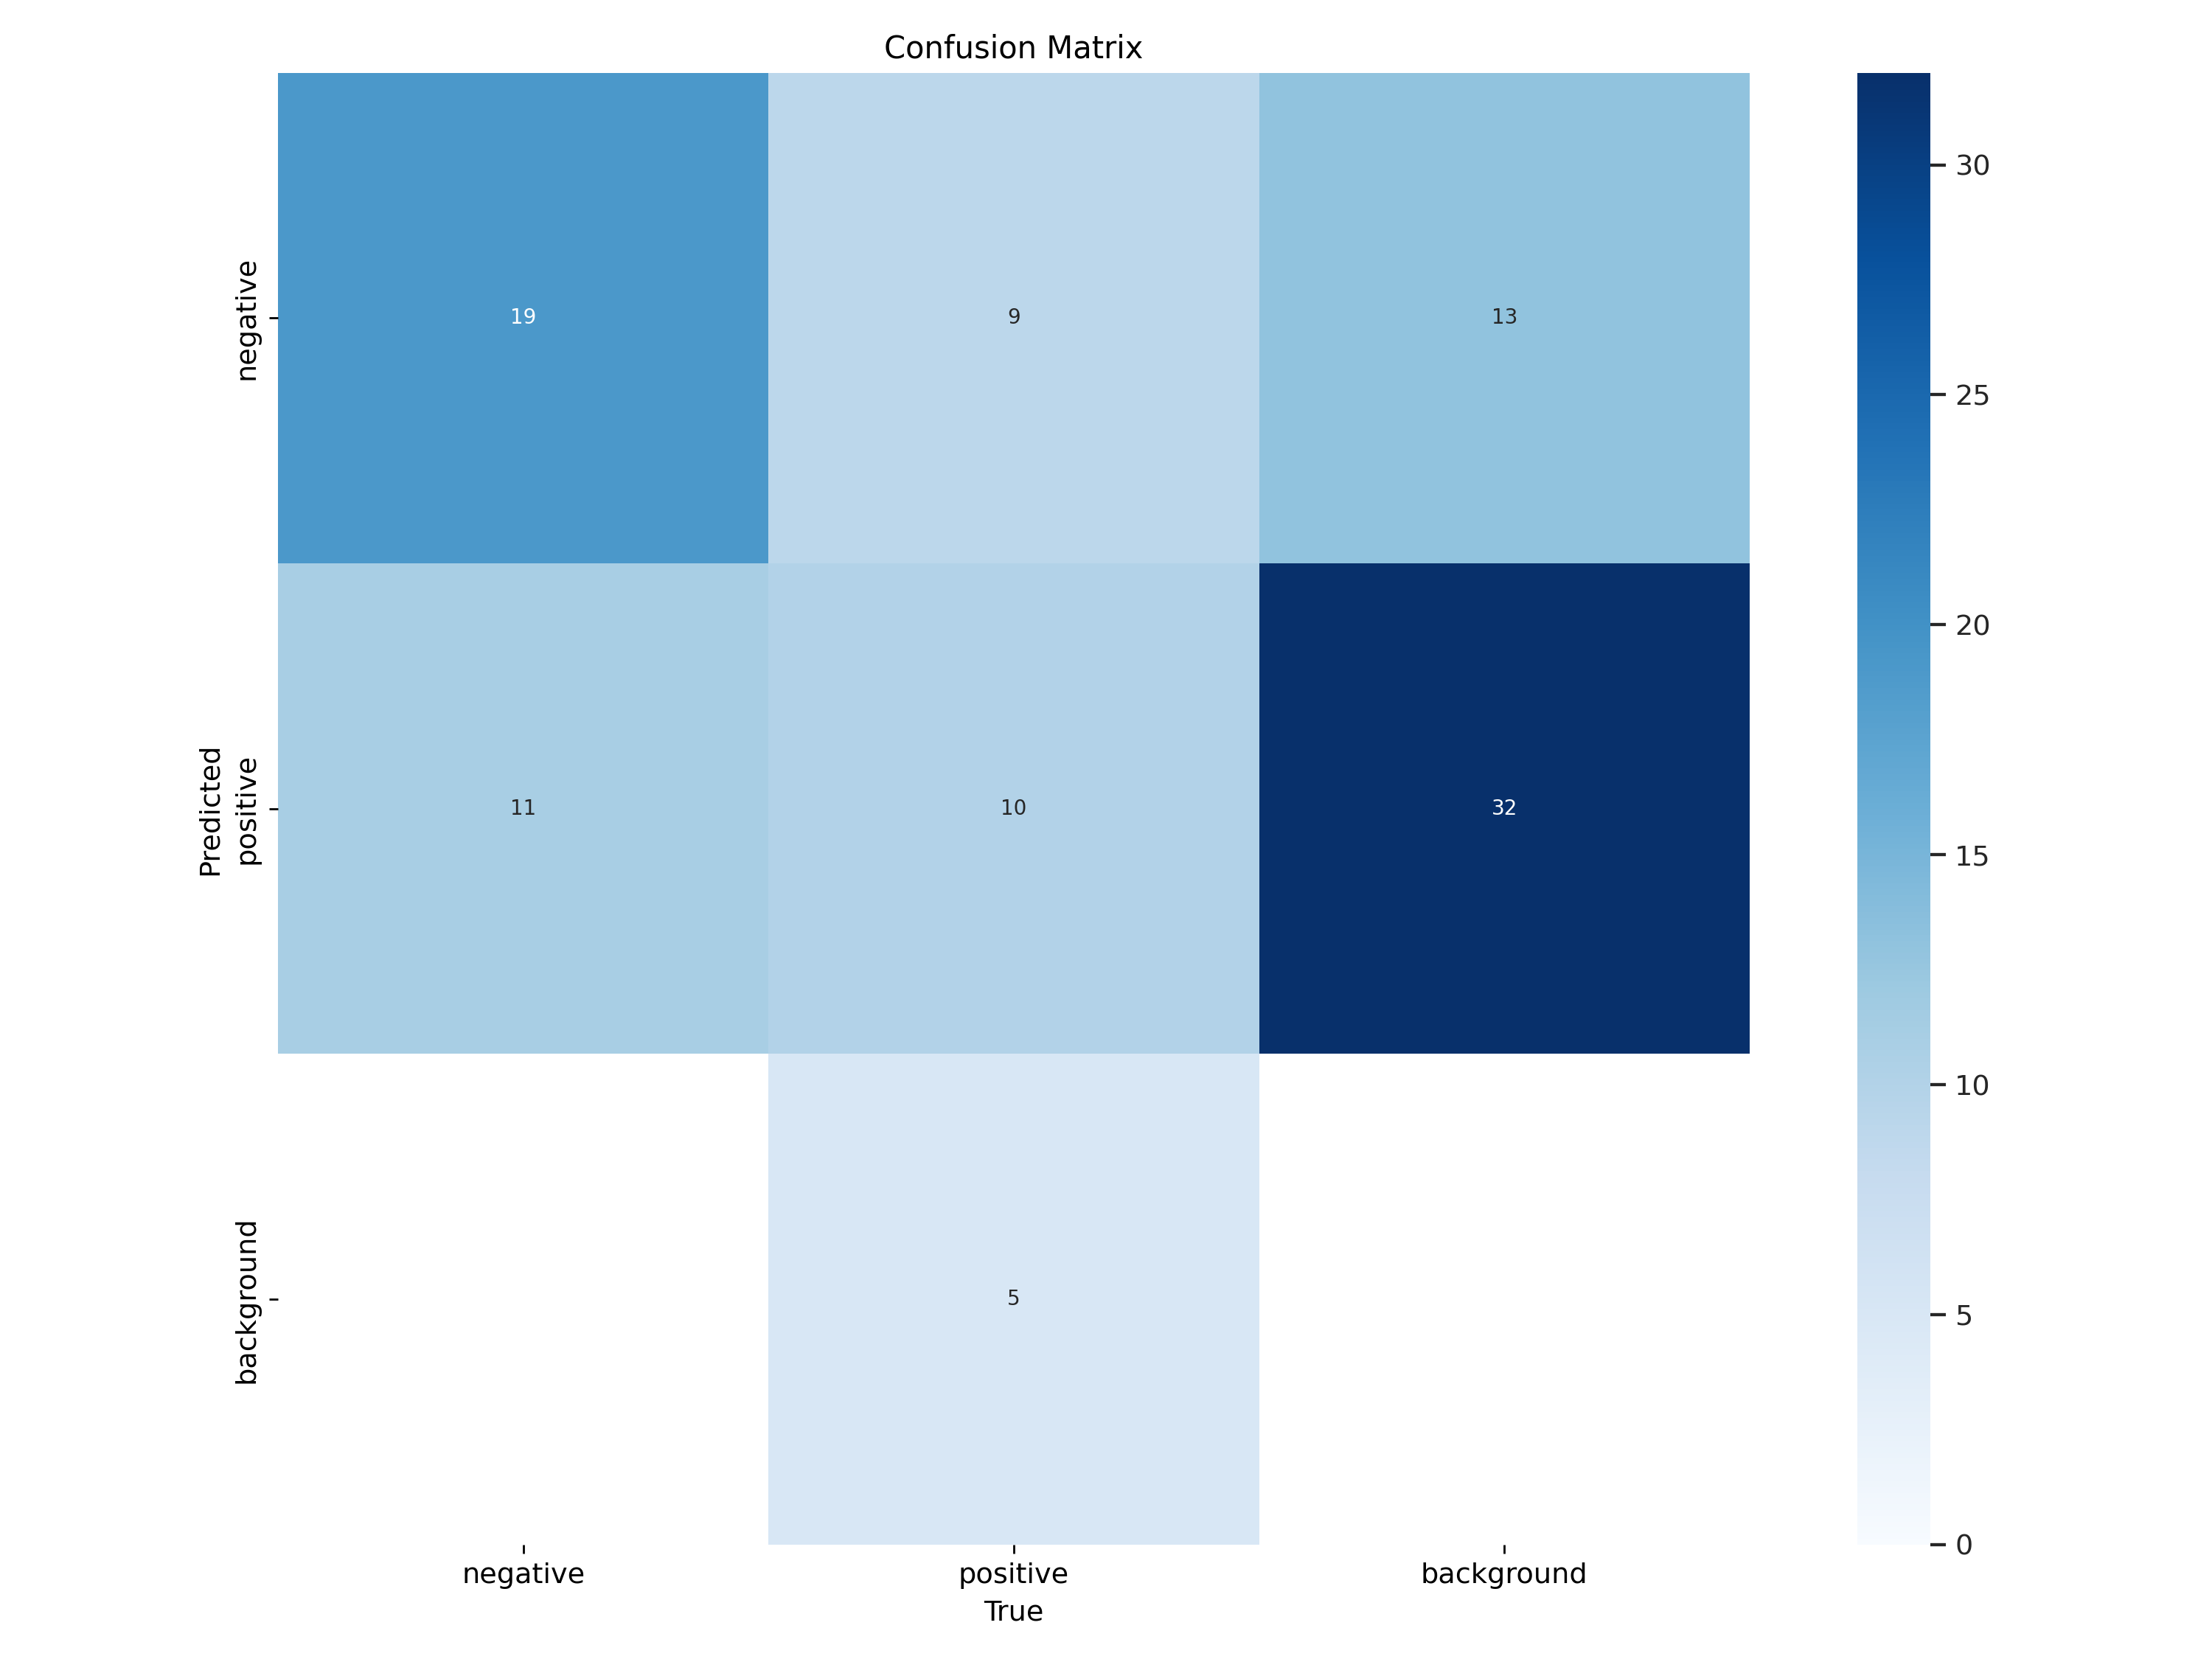 Confusion Matrix
negative
19
9
13
Predicted
positive
11
10
32
background
5
negative
positive
background
True
30
25
20
15
10
5
0